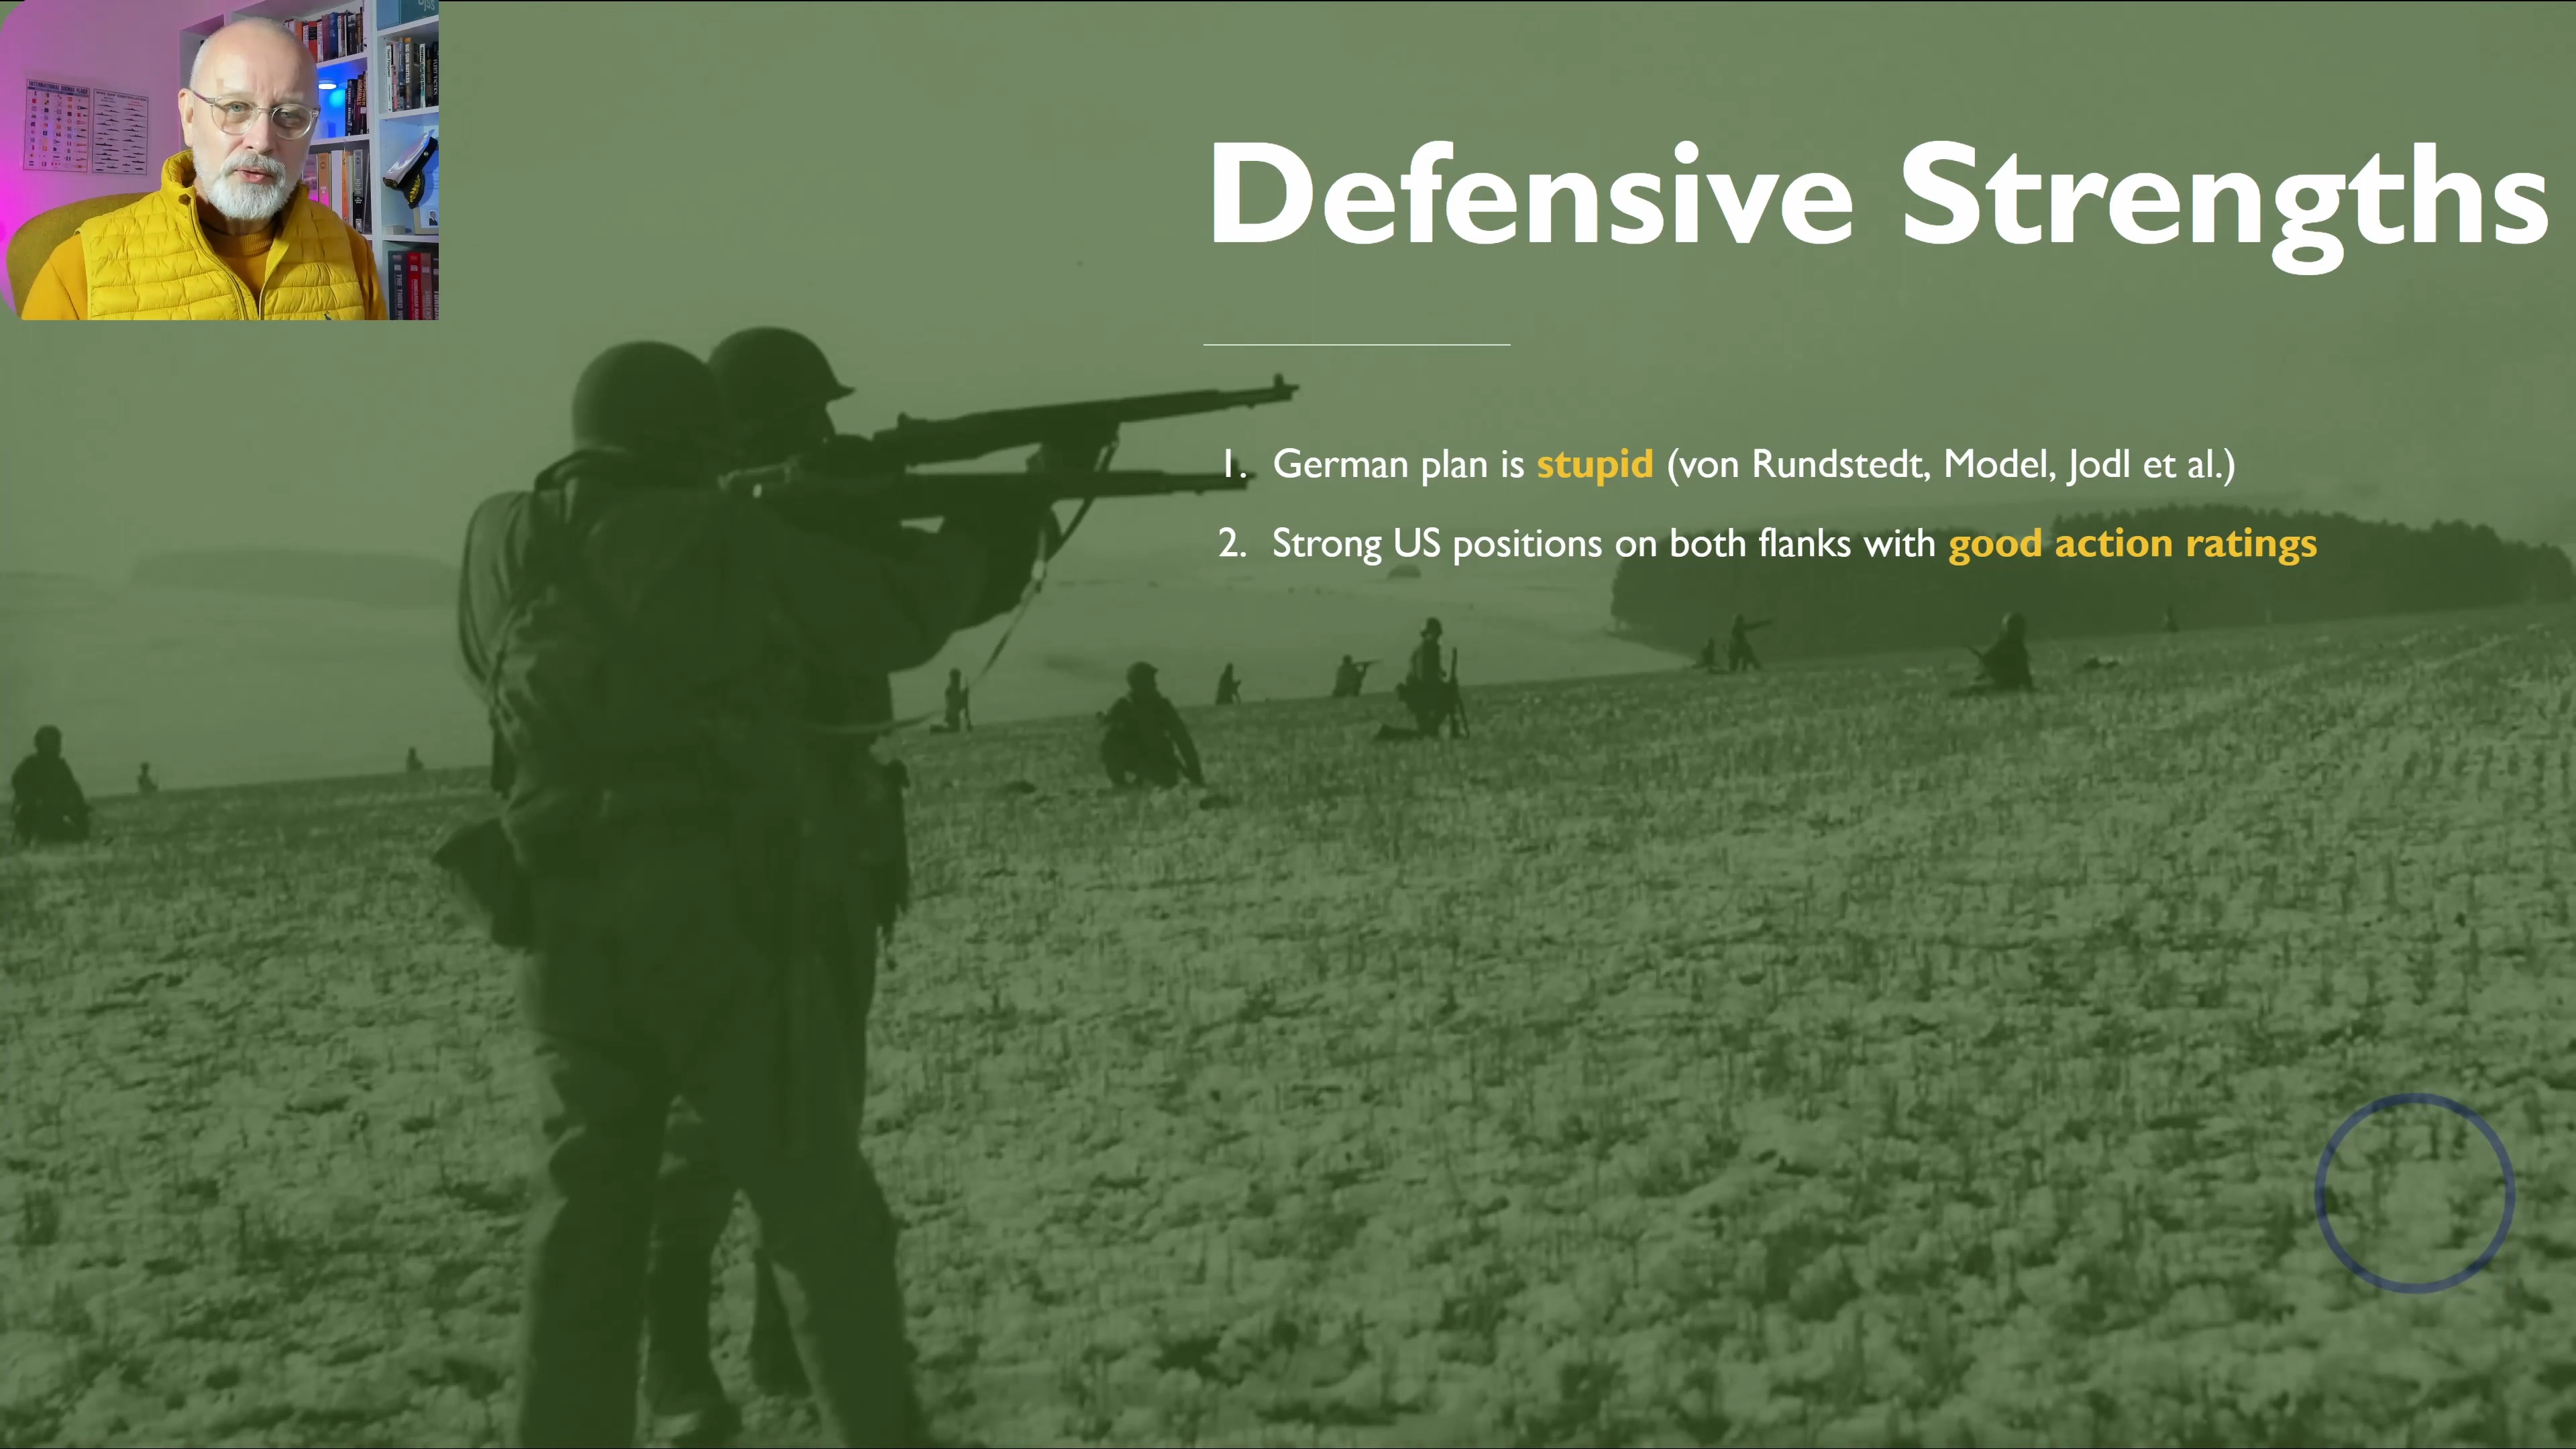 Defensive Strengths
1. German plan is stupid (von Rundstedt, Model, Jodl et al.)
2. Strong US positions on both flanks with good action ratings